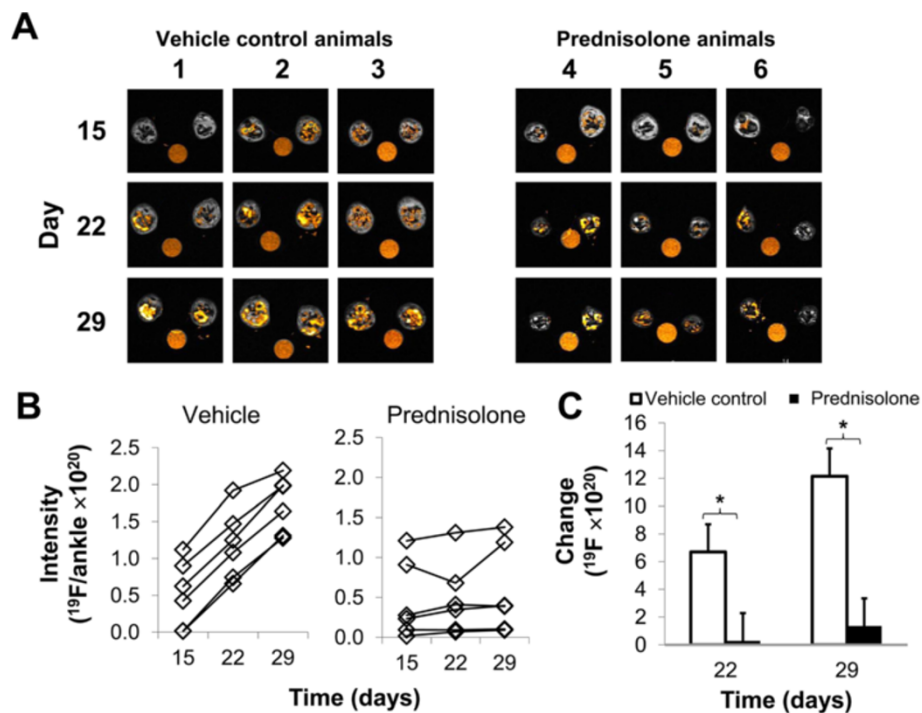 A
Vehicle control animals
Prednisolone animals
1 2 3 4 5 6
Day
15
22
29
B
Vehicle
Prednisolone
Intensity
(¹⁹F/ankle ×10²⁰)
2.5
2.0
1.5
1.0
0.5
0.0
15 22 29
2.5
2.0
1.5
1.0
0.5
0.0
15 22 29
Time (days)
C
Vehicle control Prednisolone
Change
(¹⁹F ×10²⁰)
16
14
12
10
8
6
4
2
0
*
*
22 29
Time (days)